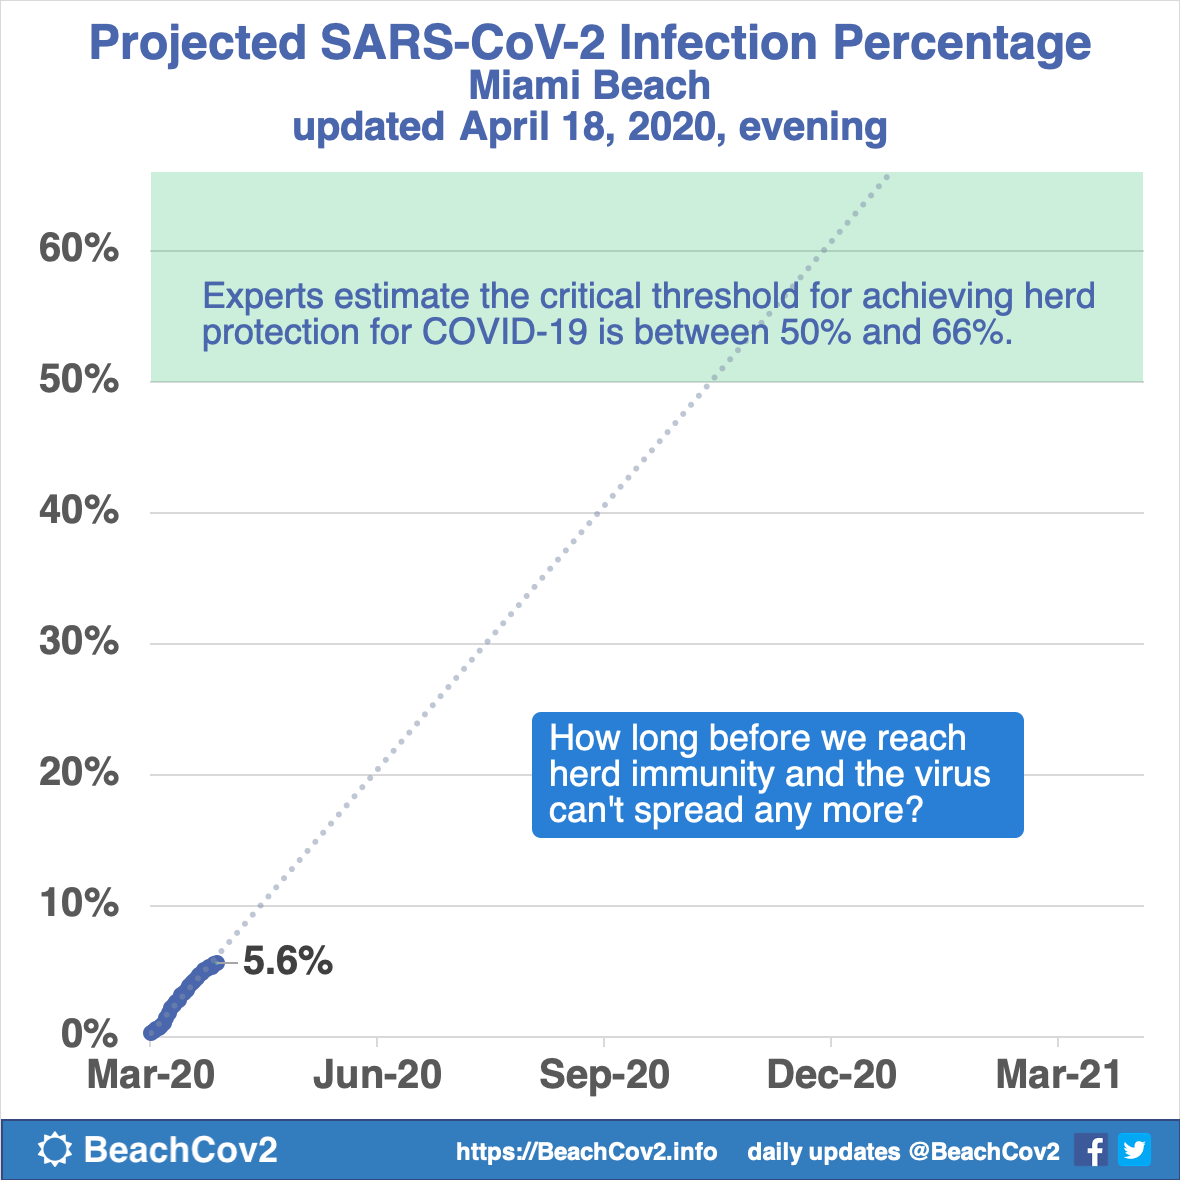 Projected SARS-CoV-2 Infection Percentage
Miami Beach
updated April 18, 2020, evening
60%
Experts estimate the critical threshold for achieving herd
protection for COVID-19 is between 50% and 66%.
50%
40%
30%
How long before we reach
herd immunity and the virus
can't spread any more?
20%
10%
5.6%
0%
Mar-20 Jun-20 Sep-20 Dec-20 Mar-21
BeachCov2 https://BeachCov2.info daily updates @BeachCov2